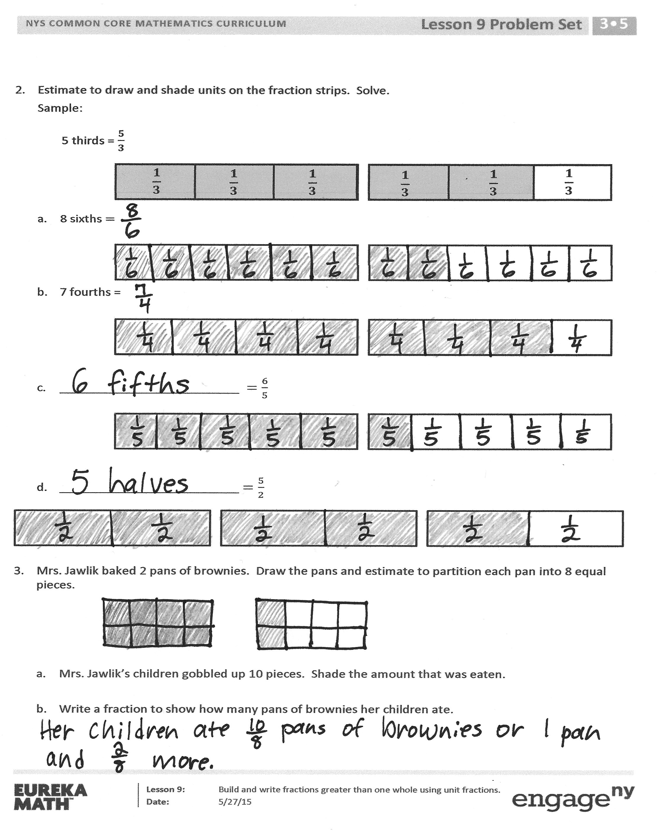 NYS COMMON CORE MATHEMATICS CURRICULUM Lesson 9 Problem Set 3•5
2. Estimate to draw and shade units on the fraction strips. Solve.
Sample:
5 thirds = 5/3
1/3 1/3 1/3 1/3 1/3 1/3
a. 8 sixths = 8/6
1/6 1/6 1/6 1/6 1/6 1/6 1/6 1/6 1/6 1/6 1/6 1/6
b. 7 fourths = 7/4
1/4 1/4 1/4 1/4 1/4 1/4 1/4 1/4
c. 6 fifths = 6/5
1/5 1/5 1/5 1/5 1/5 1/5 1/5 1/5 1/5 1/5
d. 5 halves = 5/2
1/2 1/2 1/2 1/2 1/2 1/2
3. Mrs. Jawlik baked 2 pans of brownies. Draw the pans and estimate to partition each pan into 8 equal
pieces.
a. Mrs. Jawlik's children gobbled up 10 pieces. Shade the amount that was eaten.
b. Write a fraction to show how many pans of brownies her children ate.
Her children ate 10/8 pans of brownies or 1 pan
and 2/8 more.
EUREKA MATH™
Lesson 9: Build and write fractions greater than one whole using unit fractions.
Date: 5/27/15
engage ny